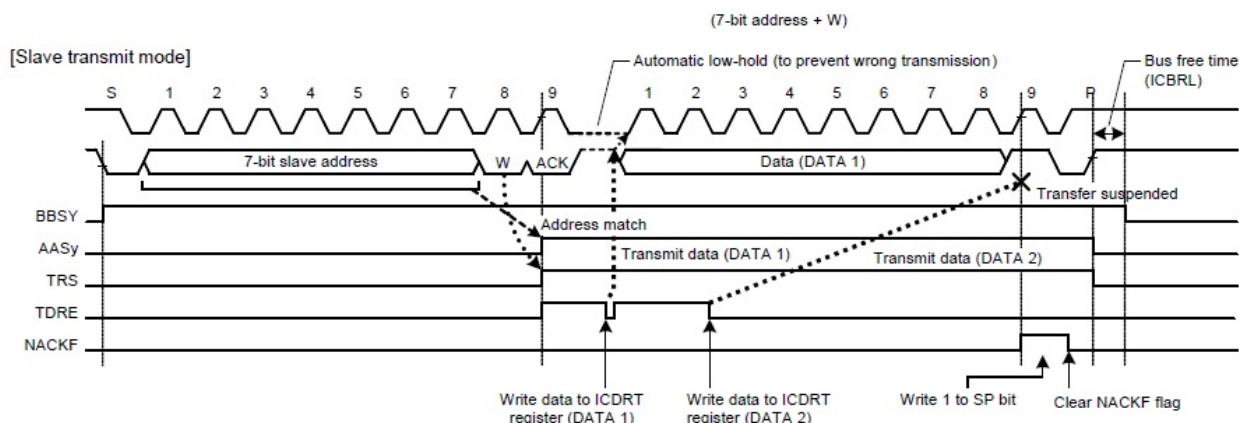 (7-bit address + W)
[Slave transmit mode]
Automatic low-hold (to prevent wrong transmission)
Bus free time
(ICBRL)
S 1 2 3 4 5 6 7 8 9 1 2 3 4 5 6 7 8 9 P
7-bit slave address W ACK Data (DATA 1)
Transfer suspended
BBSY
Address match
AASy
Transmit data (DATA 1) Transmit data (DATA 2)
TRS
TDRE
NACKF
Write data to ICDRT
register (DATA 1)
Write data to ICDRT
register (DATA 2)
Write 1 to SP bit
Clear NACKF flag